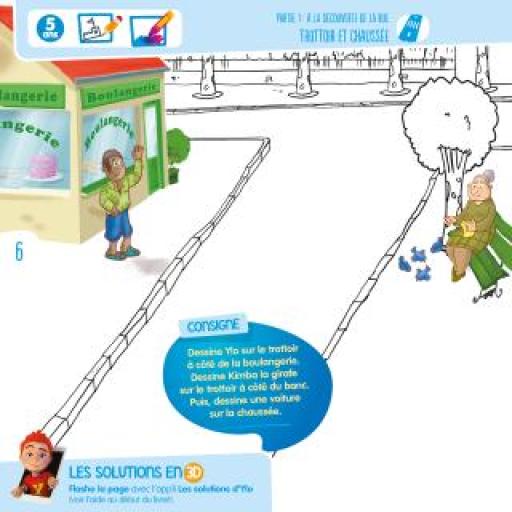 5
ans
PARTIE 1 : À LA DÉCOUVERTE DE LA RUE
TROTTOIR ET CHAUSSÉE
langerie
Boulangerie
ngerie
Boulangerie
6
CONSIGNE
Dessine Ylo sur le trottoir
à côté de la boulangerie.
Dessine Kimba la girafe
sur le trottoir à côté du banc.
Puis, dessine une voiture
sur la chaussée.
LES SOLUTIONS EN 3D
Flashe la page avec l'appli Les solutions d'Ylo
(voir l'aide au début du livret).